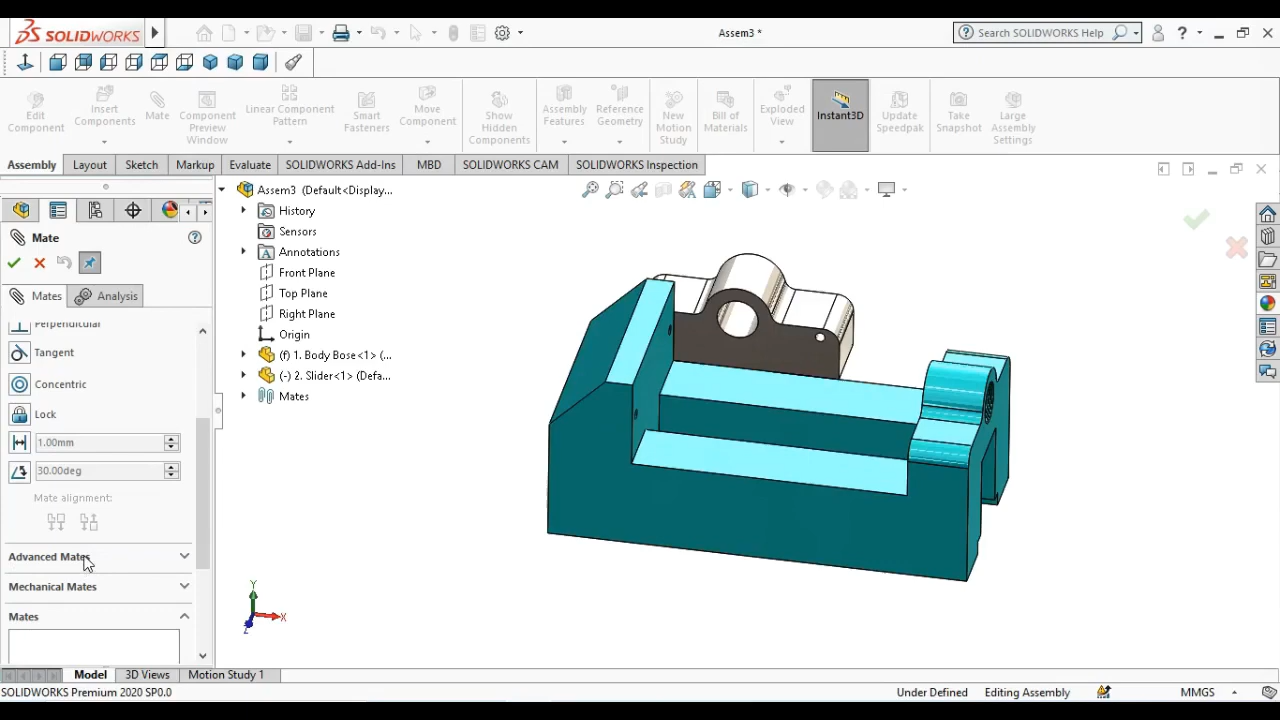 SOLIDWORKS
Assem3 *
Search SOLIDWORKS Help
?
Edit Component
Insert Components
Mate
Component Preview Window
Linear Component Pattern
Smart Fasteners
Move Component
Show Hidden Components
Assembly Features
Reference Geometry
New Motion Study
Bill of Materials
Exploded View
Instant3D
Update Speedpak
Take Snapshot
Large Assembly Settings
Assembly
Layout
Sketch
Markup
Evaluate
SOLIDWORKS Add-Ins
MBD
SOLIDWORKS CAM
SOLIDWORKS Inspection
Assem3 (Default<Display...
History
Sensors
A Annotations
Front Plane
Top Plane
Right Plane
Origin
(f) 1. Body Bose<1> (...
(-) 2. Slider<1> (Defa...
Mates
Mate
?
Mates
Analysis
Perpendicular
Tangent
Concentric
Lock
1.00mm
30.00deg
Mate alignment:
Advanced Mates
Mechanical Mates
Mates
Y
X
Z
Model
3D Views
Motion Study 1
SOLIDWORKS Premium 2020 SP0.0
Under Defined
Editing Assembly
MMGS